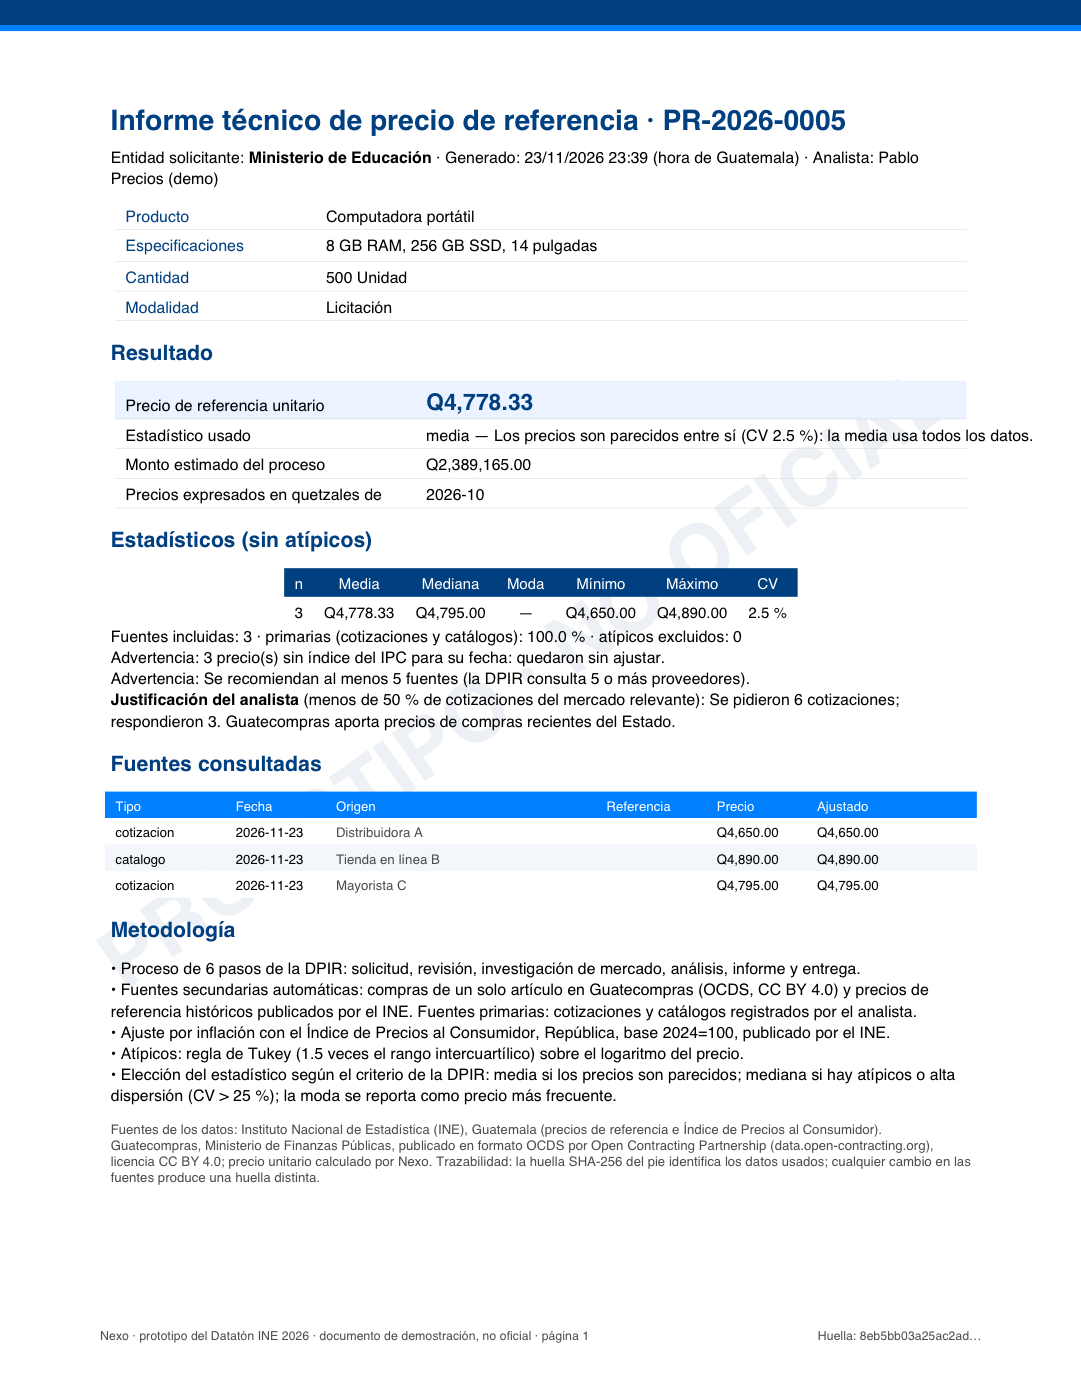 Informe técnico de precio de referencia · PR-2026-0005
Entidad solicitante: Ministerio de Educación · Generado: 23/11/2026 23:39 (hora de Guatemala) · Analista: Pablo
Precios (demo)
Producto Computadora portátil
Especificaciones 8 GB RAM, 256 GB SSD, 14 pulgadas
Cantidad 500 Unidad
Modalidad Licitación
Resultado
Precio de referencia unitario Q4,778.33
Estadístico usado media — Los precios son parecidos entre sí (CV 2.5 %): la media usa todos los datos.
Monto estimado del proceso Q2,389,165.00
Precios expresados en quetzales de 2026-10
Estadísticos (sin atípicos)
n Media Mediana Moda Mínimo Máximo CV
3 Q4,778.33 Q4,795.00 — Q4,650.00 Q4,890.00 2.5 %
Fuentes incluidas: 3 · primarias (cotizaciones y catálogos): 100.0 % · atípicos excluidos: 0
Advertencia: 3 precio(s) sin índice del IPC para su fecha: quedaron sin ajustar.
Advertencia: Se recomiendan al menos 5 fuentes (la DPIR consulta 5 o más proveedores).
Justificación del analista (menos de 50 % de cotizaciones del mercado relevante): Se pidieron 6 cotizaciones;
respondieron 3. Guatecompras aporta precios de compras recientes del Estado.
Fuentes consultadas
Tipo Fecha Origen Referencia Precio Ajustado
cotizacion 2026-11-23 Distribuidora A Q4,650.00 Q4,650.00
catalogo 2026-11-23 Tienda en línea B Q4,890.00 Q4,890.00
cotizacion 2026-11-23 Mayorista C Q4,795.00 Q4,795.00
Metodología
• Proceso de 6 pasos de la DPIR: solicitud, revisión, investigación de mercado, análisis, informe y entrega.
• Fuentes secundarias automáticas: compras de un solo artículo en Guatecompras (OCDS, CC BY 4.0) y precios de
referencia históricos publicados por el INE. Fuentes primarias: cotizaciones y catálogos registrados por el analista.
• Ajuste por inflación con el Índice de Precios al Consumidor, República, base 2024=100, publicado por el INE.
• Atípicos: regla de Tukey (1.5 veces el rango intercuartílico) sobre el logaritmo del precio.
• Elección del estadístico según el criterio de la DPIR: media si los precios son parecidos; mediana si hay atípicos o alta
dispersión (CV > 25 %); la moda se reporta como precio más frecuente.
Fuentes de los datos: Instituto Nacional de Estadística (INE), Guatemala (precios de referencia e Índice de Precios al Consumidor).
Guatecompras, Ministerio de Finanzas Públicas, publicado en formato OCDS por Open Contracting Partnership (data.open-contracting.org),
licencia CC BY 4.0; precio unitario calculado por Nexo. Trazabilidad: la huella SHA-256 del pie identifica los datos usados; cualquier cambio en las
fuentes produce una huella distinta.
Nexo · prototipo del Datatón INE 2026 · documento de demostración, no oficial · página 1 Huella: 8eb5bb03a25ac2ad…